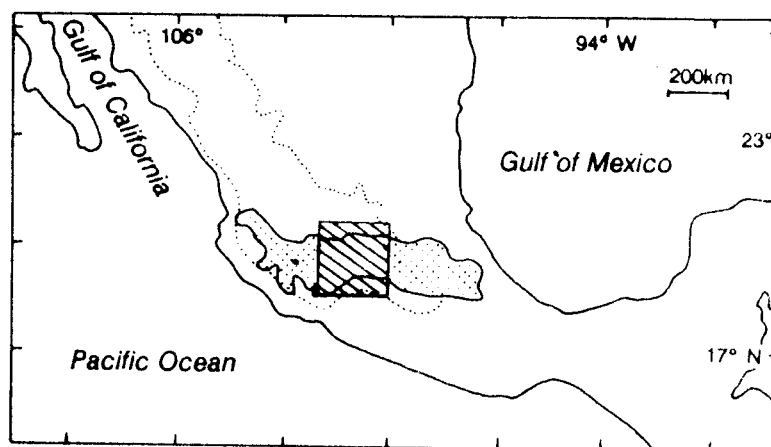 106°
94° W
Gulf of California
200km
23°
Gulf of Mexico
17° N
Pacific Ocean